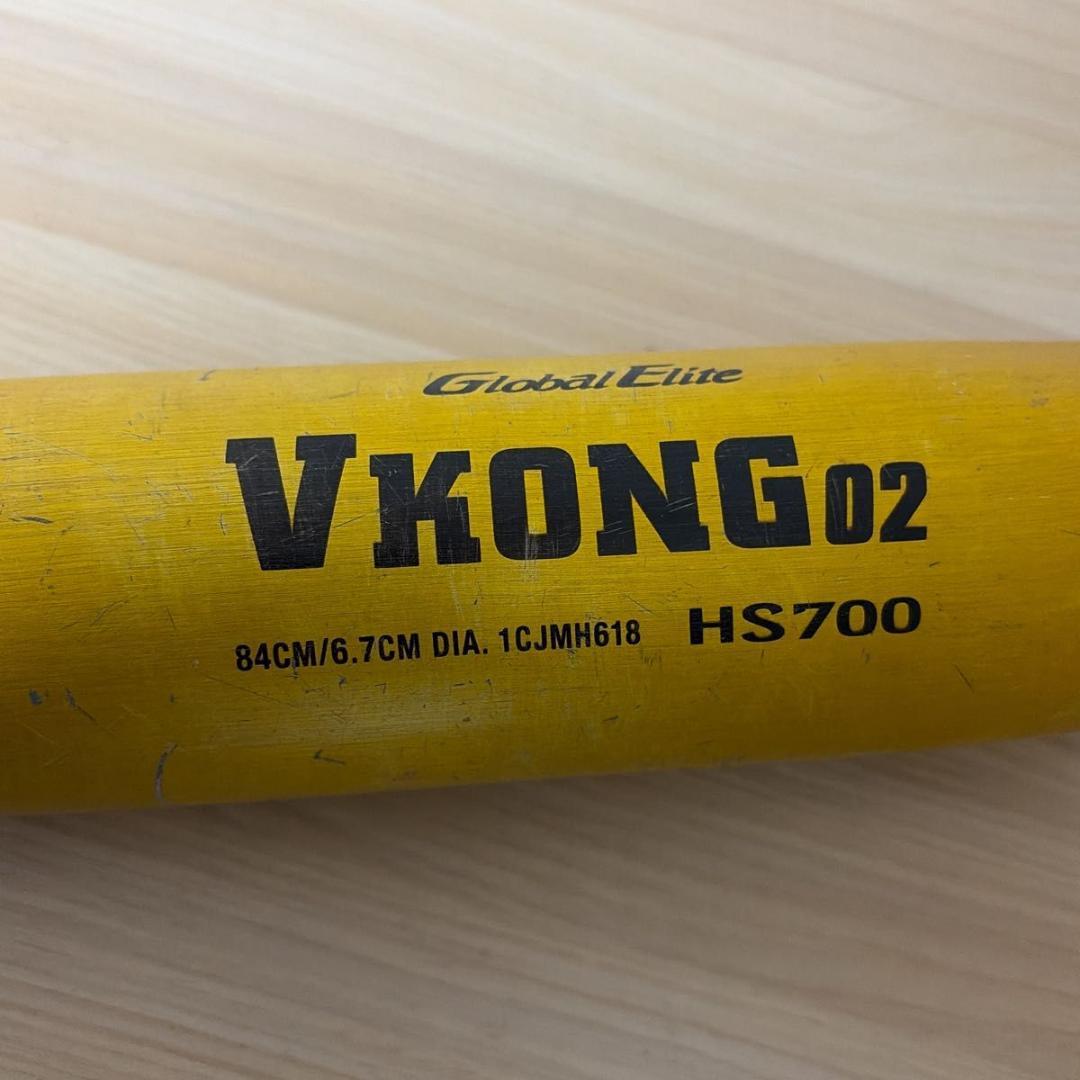 Global Elite
VKONG02
84CM/6.7CM DIA. 1CJMH618 HS700